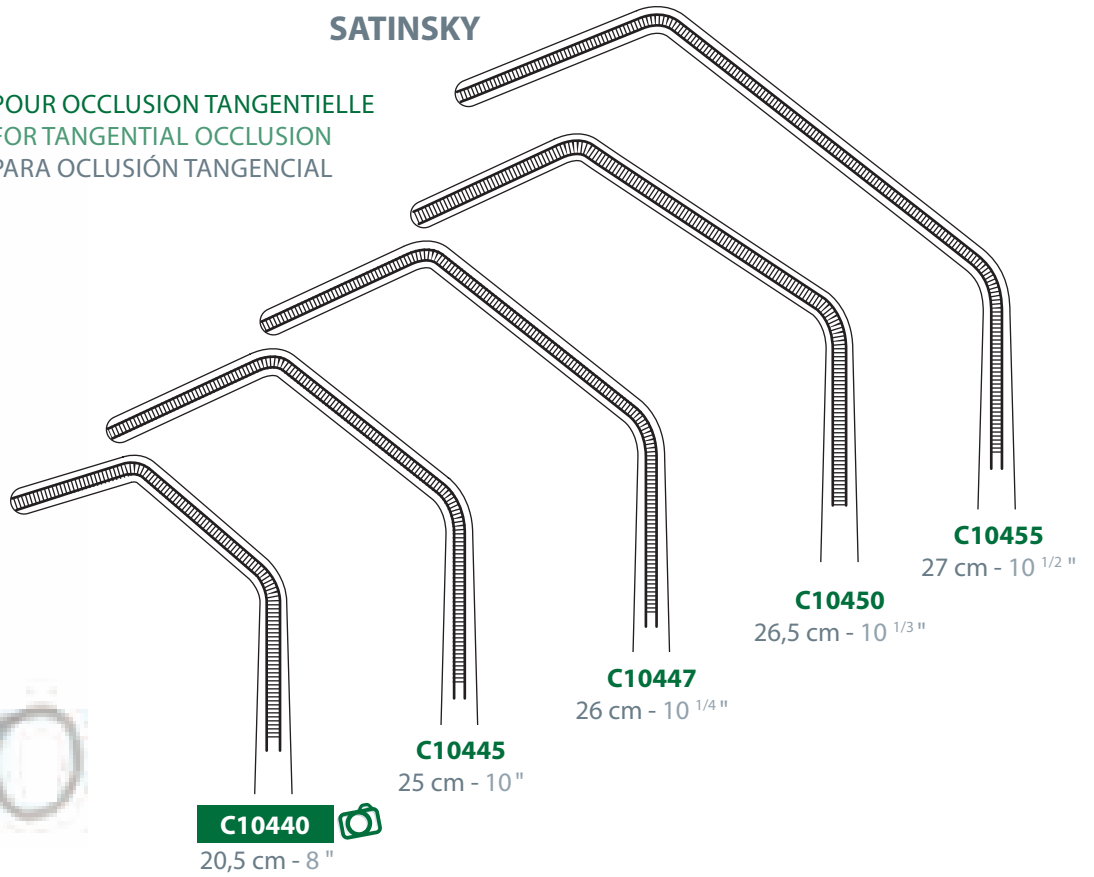 SATINSKY
POUR OCCLUSION TANGENTIELLE
FOR TANGENTIAL OCCLUSION
PARA OCLUSIÓN TANGENCIAL
C10455
27 cm - 10 1/2 "
C10450
26,5 cm - 10 1/3 "
C10447
26 cm - 10 1/4 "
C10445
25 cm - 10 "
C10440
20,5 cm - 8 "